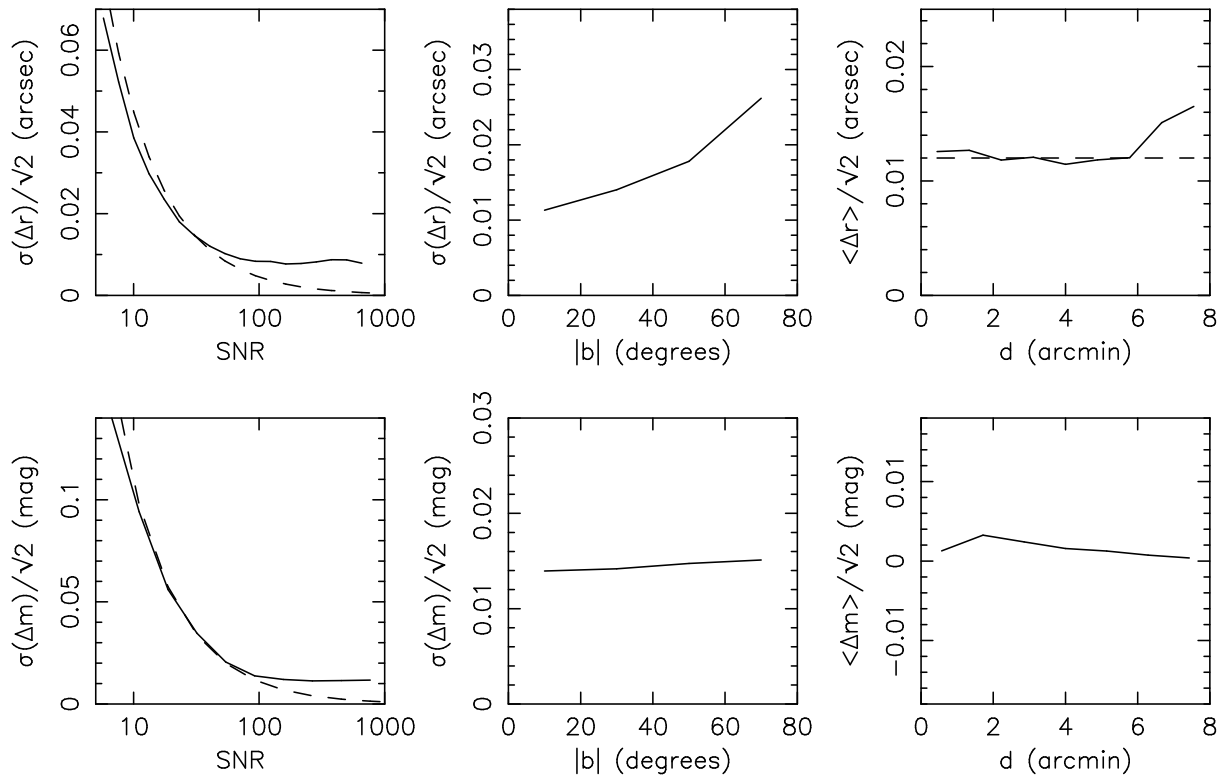 σ(Δr)/√2 (arcsec)
0 0.02 0.04 0.06
10 100 1000
SNR
σ(Δr)/√2 (arcsec)
0 0.01 0.02 0.03
0 20 40 60 80
|b| (degrees)
<Δr>/√2 (arcsec)
0 0.01 0.02
0 2 4 6 8
d (arcmin)
σ(Δm)/√2 (mag)
0 0.05 0.1
10 100 1000
SNR
σ(Δm)/√2 (mag)
0 0.01 0.02 0.03
0 20 40 60 80
|b| (degrees)
<Δm>/√2 (mag)
−0.01 0 0.01
0 2 4 6 8
d (arcmin)